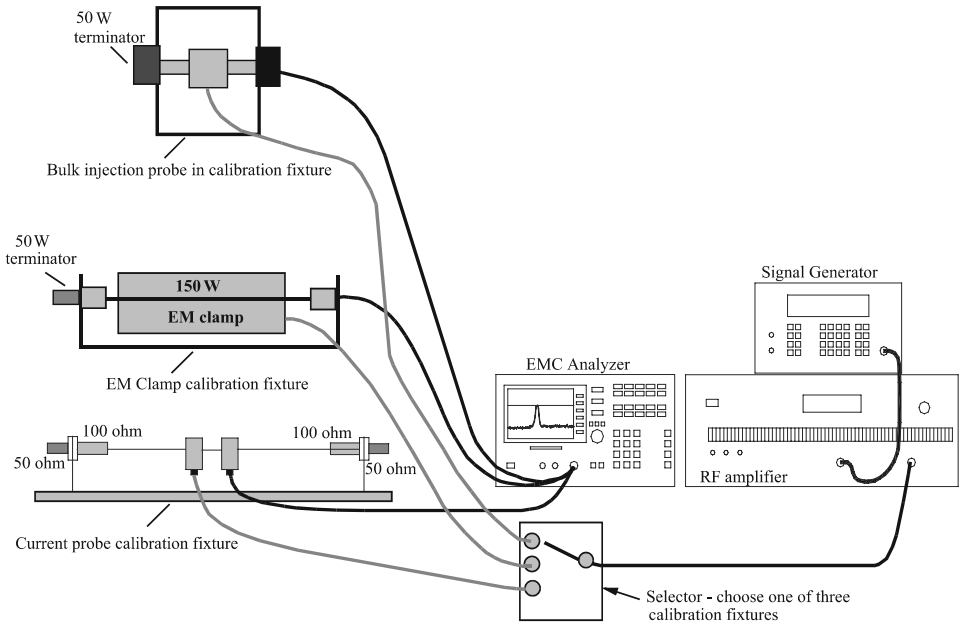 50 W
terminator
Bulk injection probe in calibration fixture
50 W
terminator
150 W
EM clamp
EM Clamp calibration fixture
Signal Generator
EMC Analyzer
RF amplifier
100 ohm
100 ohm
50 ohm
50 ohm
Current probe calibration fixture
Selector - choose one of three
calibration fixtures